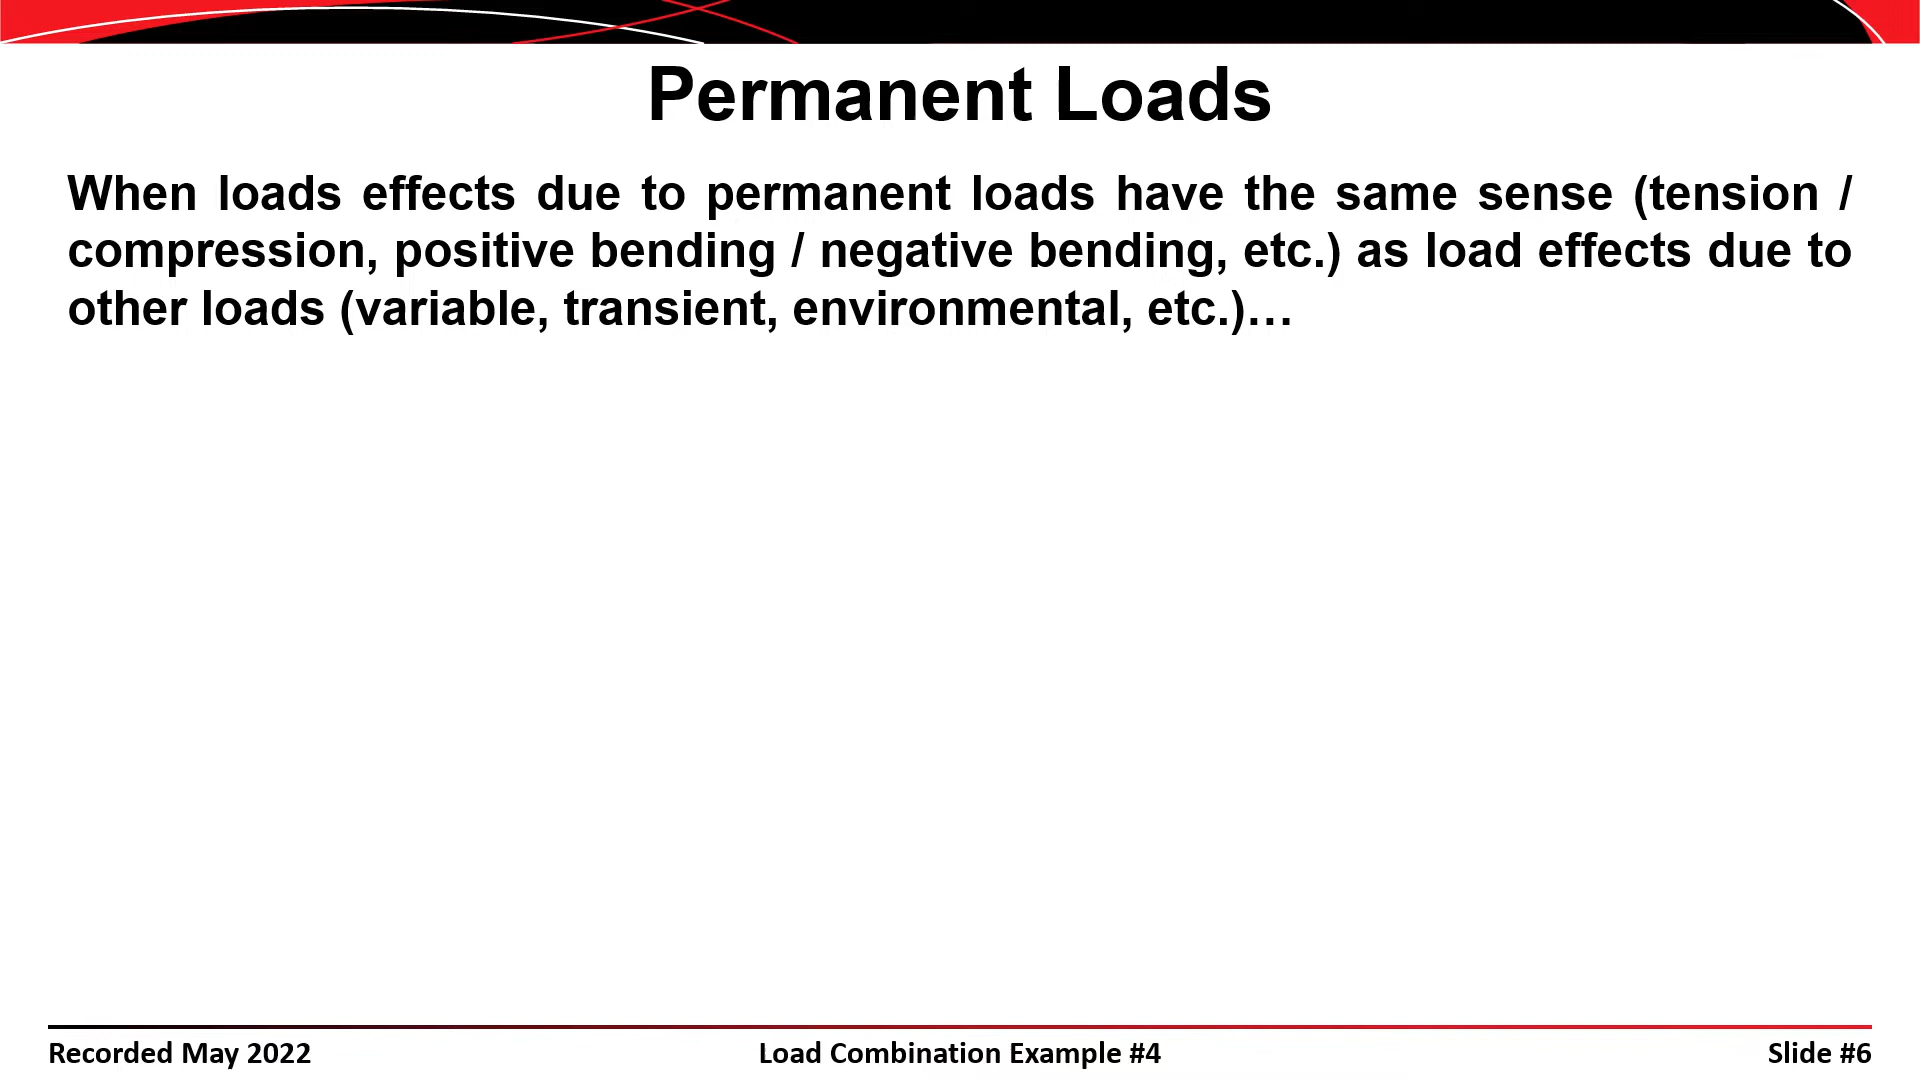 Permanent Loads
When loads effects due to permanent loads have the same sense (tension /
compression, positive bending / negative bending, etc.) as load effects due to
other loads (variable, transient, environmental, etc.)…
Recorded May 2022
Load Combination Example #4
Slide #6